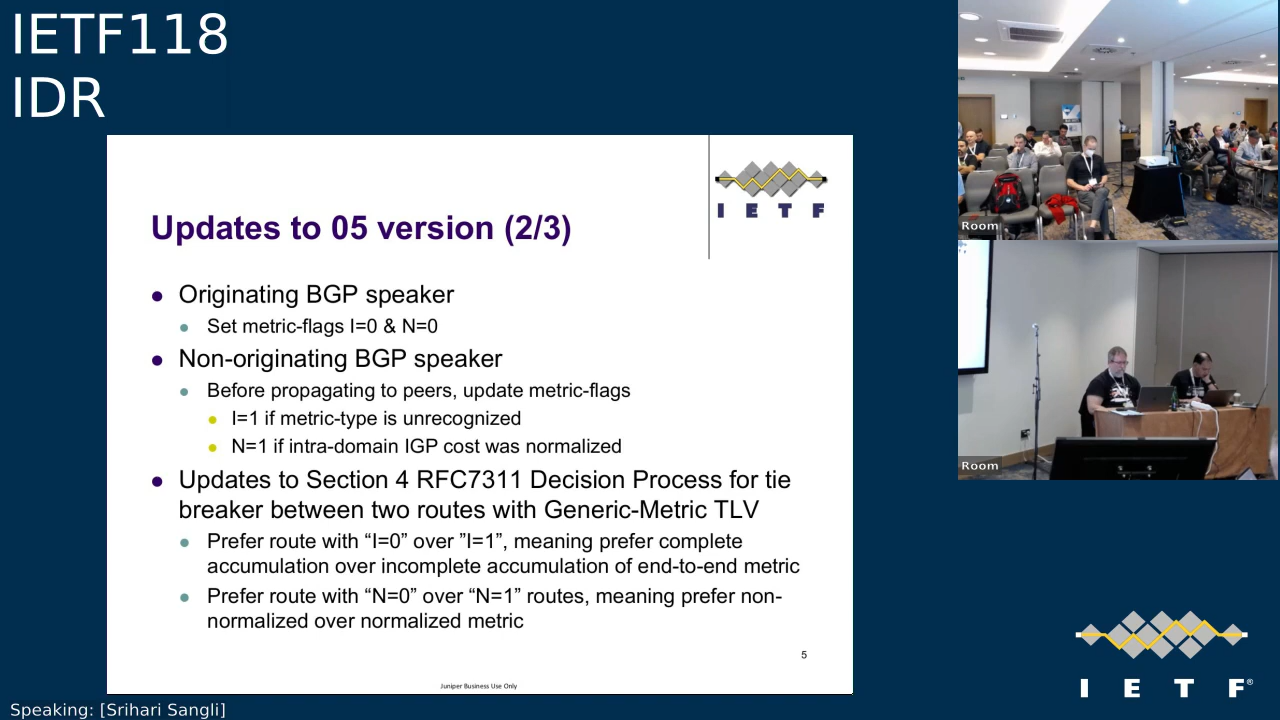 IETF118
IDR
I E T F
Updates to 05 version (2/3)
Originating BGP speaker
Set metric-flags I=0 & N=0
Non-originating BGP speaker
Before propagating to peers, update metric-flags
I=1 if metric-type is unrecognized
N=1 if intra-domain IGP cost was normalized
Updates to Section 4 RFC7311 Decision Process for tie
breaker between two routes with Generic-Metric TLV
Prefer route with “I=0” over ”I=1”, meaning prefer complete
accumulation over incomplete accumulation of end-to-end metric
Prefer route with “N=0” over “N=1” routes, meaning prefer non-
normalized over normalized metric
5
Juniper Business Use Only
Room
Room
I E T F®
Speaking: [Srihari Sangli]